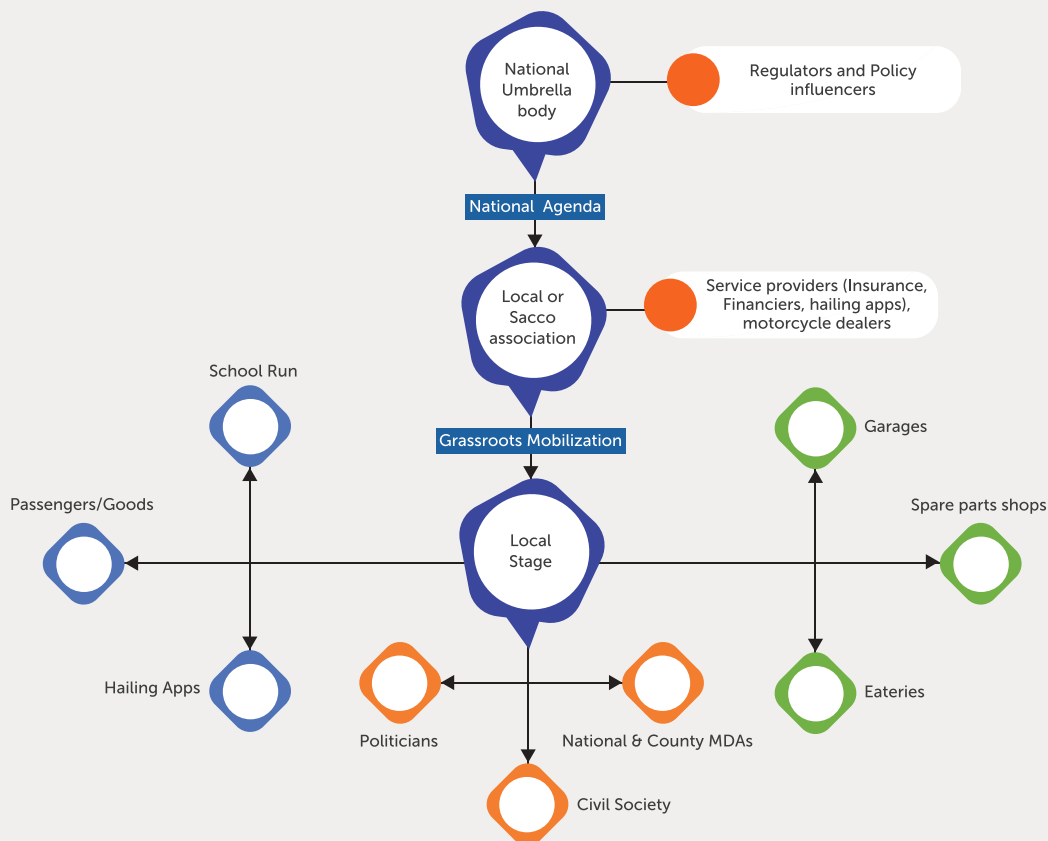 National
Umbrella
body
Regulators and Policy
influencers
National Agenda
Local or
Sacco
association
Service providers (Insurance,
Financiers, hailing apps),
motorcycle dealers
School Run
Grassroots Mobilization
Garages
Passengers/Goods
Spare parts shops
Local
Stage
Hailing Apps
Eateries
Politicians
National & County MDAs
Civil Society